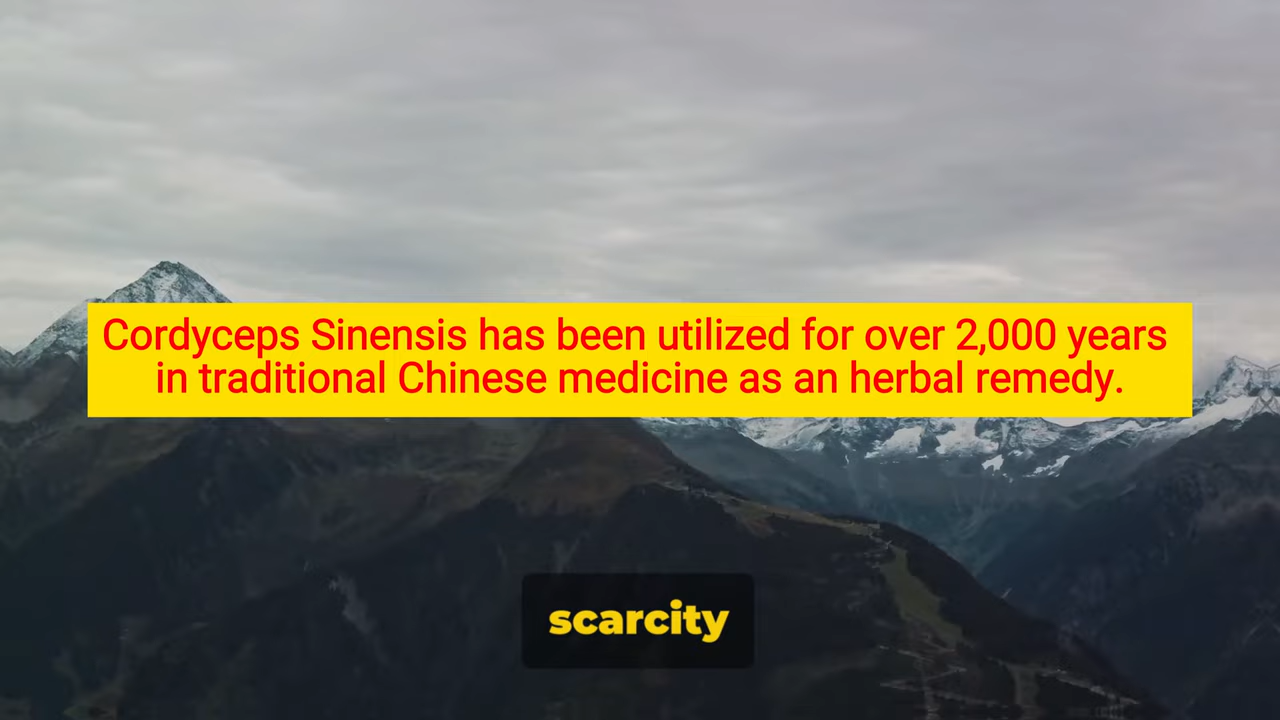 Cordyceps Sinensis has been utilized for over 2,000 years
in traditional Chinese medicine as an herbal remedy.
scarcity